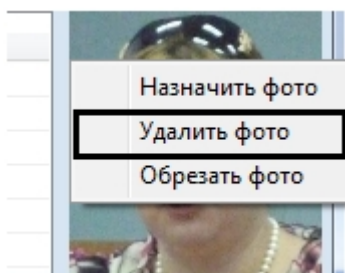 Назначить фото
Удалить фото
Обрезать фото